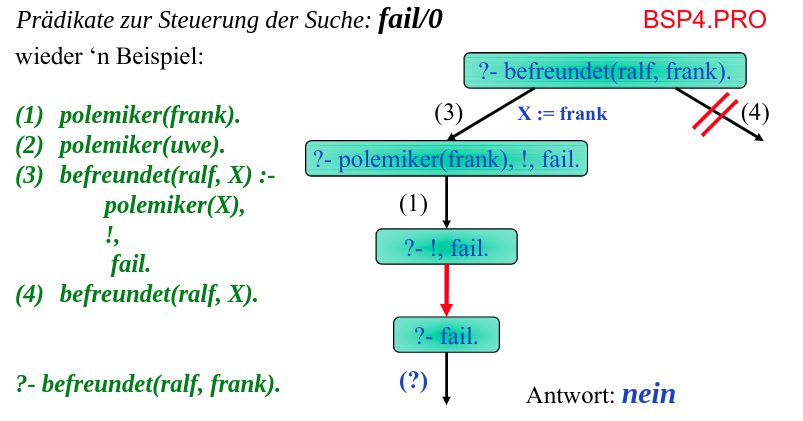 Prädikate zur Steuerung der Suche: fail/0
BSP4.PRO
wieder ‘n Beispiel:
(1) polemiker(frank).
(2) polemiker(uwe).
(3) befreundet(ralf, X) :-
polemiker(X),
!,
fail.
(4) befreundet(ralf, X).
?- befreundet(ralf, frank).
?- befreundet(ralf, frank).
(3)
X := frank
(4)
?- polemiker(frank), !, fail.
(1)
?- !, fail.
?- fail.
(?)
Antwort: nein